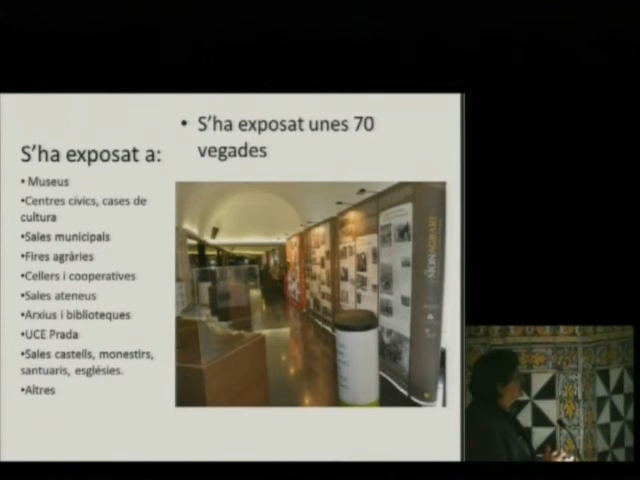 • S'ha exposat unes 70
vegades
S'ha exposat a:
• Museus
•Centres cívics, cases de
cultura
•Sales municipals
•Fires agràries
•Cellers i cooperatives
•Sales ateneus
•Arxius i biblioteques
•UCE Prada
•Sales castells, monestirs,
santuaris, esglésies.
•Altres